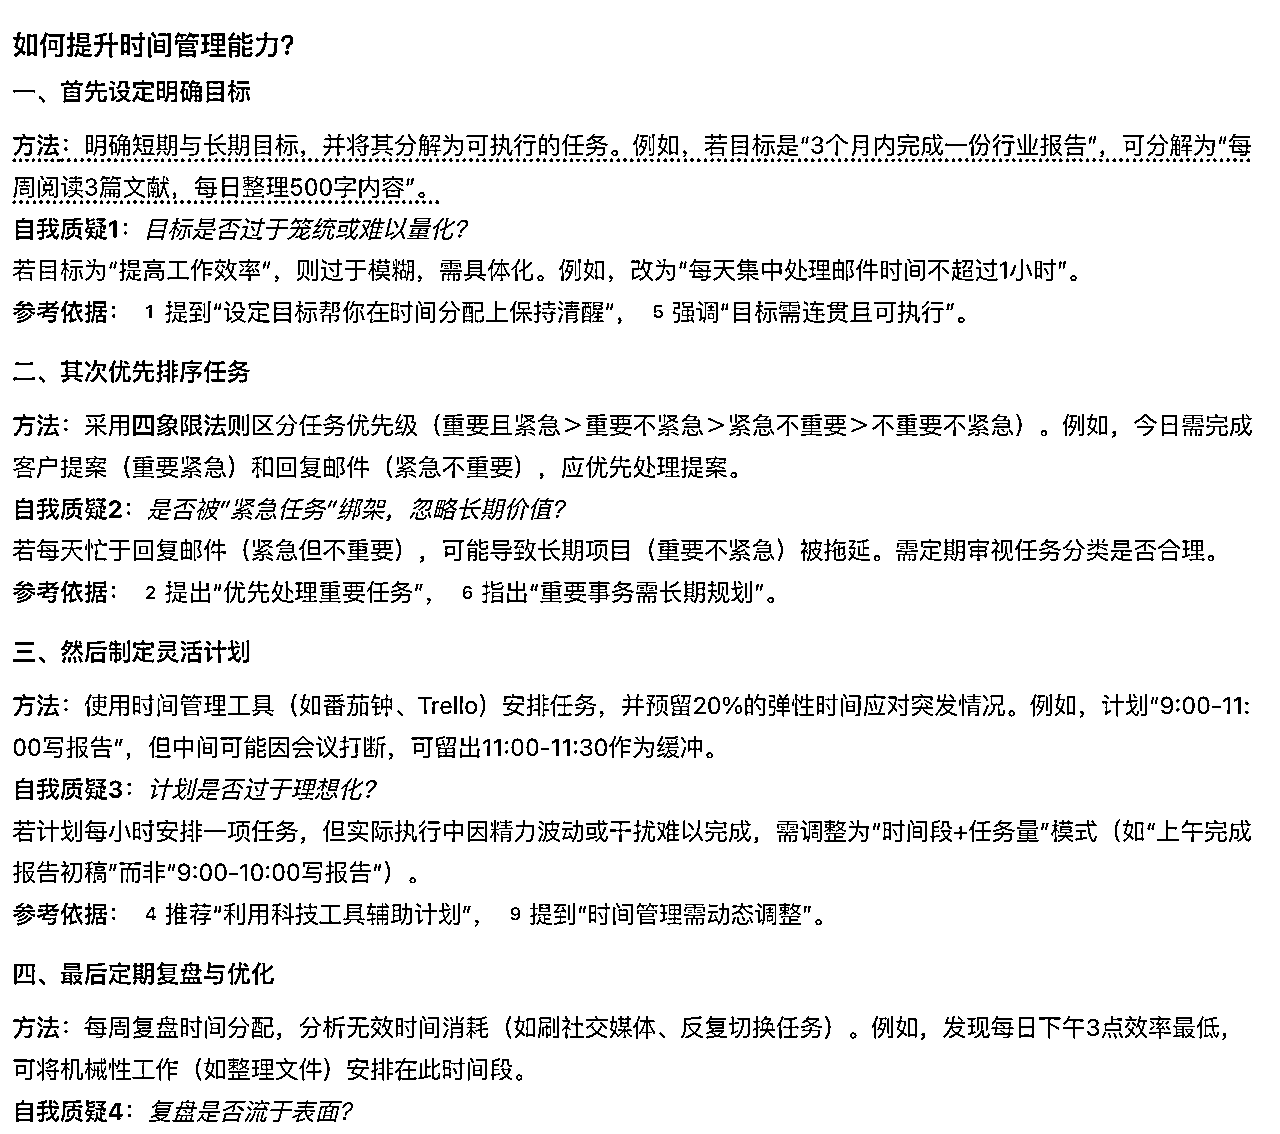 如何提升时间管理能力?
一、首先设定明确目标
方法：明确短期与长期目标，并将其分解为可执行的任务。例如，若目标是“3个月内完成一份行业报告”，可分解为“每
周阅读3篇文献，每日整理500字内容”。
自我质疑1：目标是否过于笼统或难以量化?
若目标为“提高工作效率”，则过于模糊，需具体化。例如，改为“每天集中处理邮件时间不超过1小时”。
参考依据： 1 提到“设定目标帮你在时间分配上保持清醒”， 5 强调“目标需连贯且可执行”。
二、其次优先排序任务
方法：采用四象限法则区分任务优先级（重要且紧急>重要不紧急>紧急不重要>不重要不紧急）。例如，今日需完成
客户提案（重要紧急）和回复邮件（紧急不重要），应优先处理提案。
自我质疑2：是否被“紧急任务”绑架，忽略长期价值?
若每天忙于回复邮件（紧急但不重要），可能导致长期项目（重要不紧急）被拖延。需定期审视任务分类是否合理。
参考依据： 2 提出“优先处理重要任务”， 6 指出“重要事务需长期规划”。
三、然后制定灵活计划
方法：使用时间管理工具（如番茄钟、Trello）安排任务，并预留20%的弹性时间应对突发情况。例如，计划“9:00-11:
00写报告”，但中间可能因会议打断，可留出11:00-11:30作为缓冲。
自我质疑3：计划是否过于理想化?
若计划每小时安排一项任务，但实际执行中因精力波动或干扰难以完成，需调整为“时间段+任务量”模式（如“上午完成
报告初稿”而非“9:00-10:00写报告”）。
参考依据： 4 推荐“利用科技工具辅助计划”， 9 提到“时间管理需动态调整”。
四、最后定期复盘与优化
方法：每周复盘时间分配，分析无效时间消耗（如刷社交媒体、反复切换任务）。例如，发现每日下午3点效率最低，
可将机械性工作（如整理文件）安排在此时间段。
自我质疑4：复盘是否流于表面?